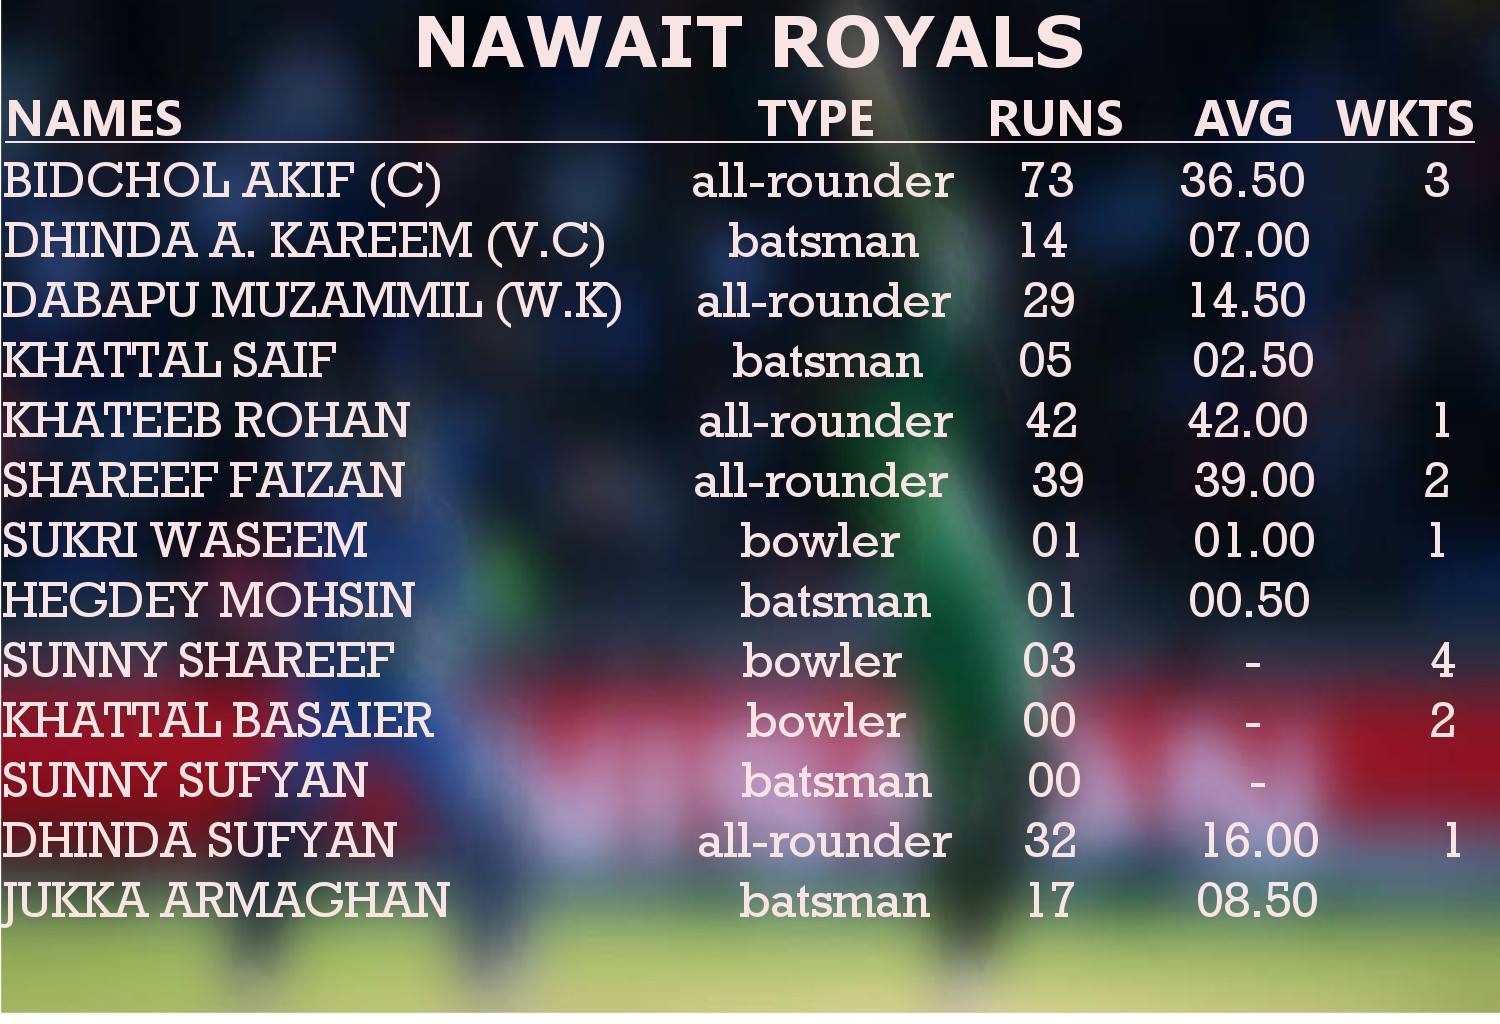 NAWAIT ROYALS
NAMES TYPE RUNS AVG WKTS
BIDCHOL AKIF (C) all-rounder 73 36.50 3
DHINDA A. KAREEM (V.C) batsman 14 07.00
DABAPU MUZAMMIL (W.K) all-rounder 29 14.50
KHATTAL SAIF batsman 05 02.50
KHATEEB ROHAN all-rounder 42 42.00 1
SHAREEF FAIZAN all-rounder 39 39.00 2
SUKRI WASEEM bowler 01 01.00 1
HEGDEY MOHSIN batsman 01 00.50
SUNNY SHAREEF bowler 03 - 4
KHATTAL BASAIER bowler 00 - 2
SUNNY SUFYAN batsman 00 -
DHINDA SUFYAN all-rounder 32 16.00 1
JUKKA ARMAGHAN batsman 17 08.50